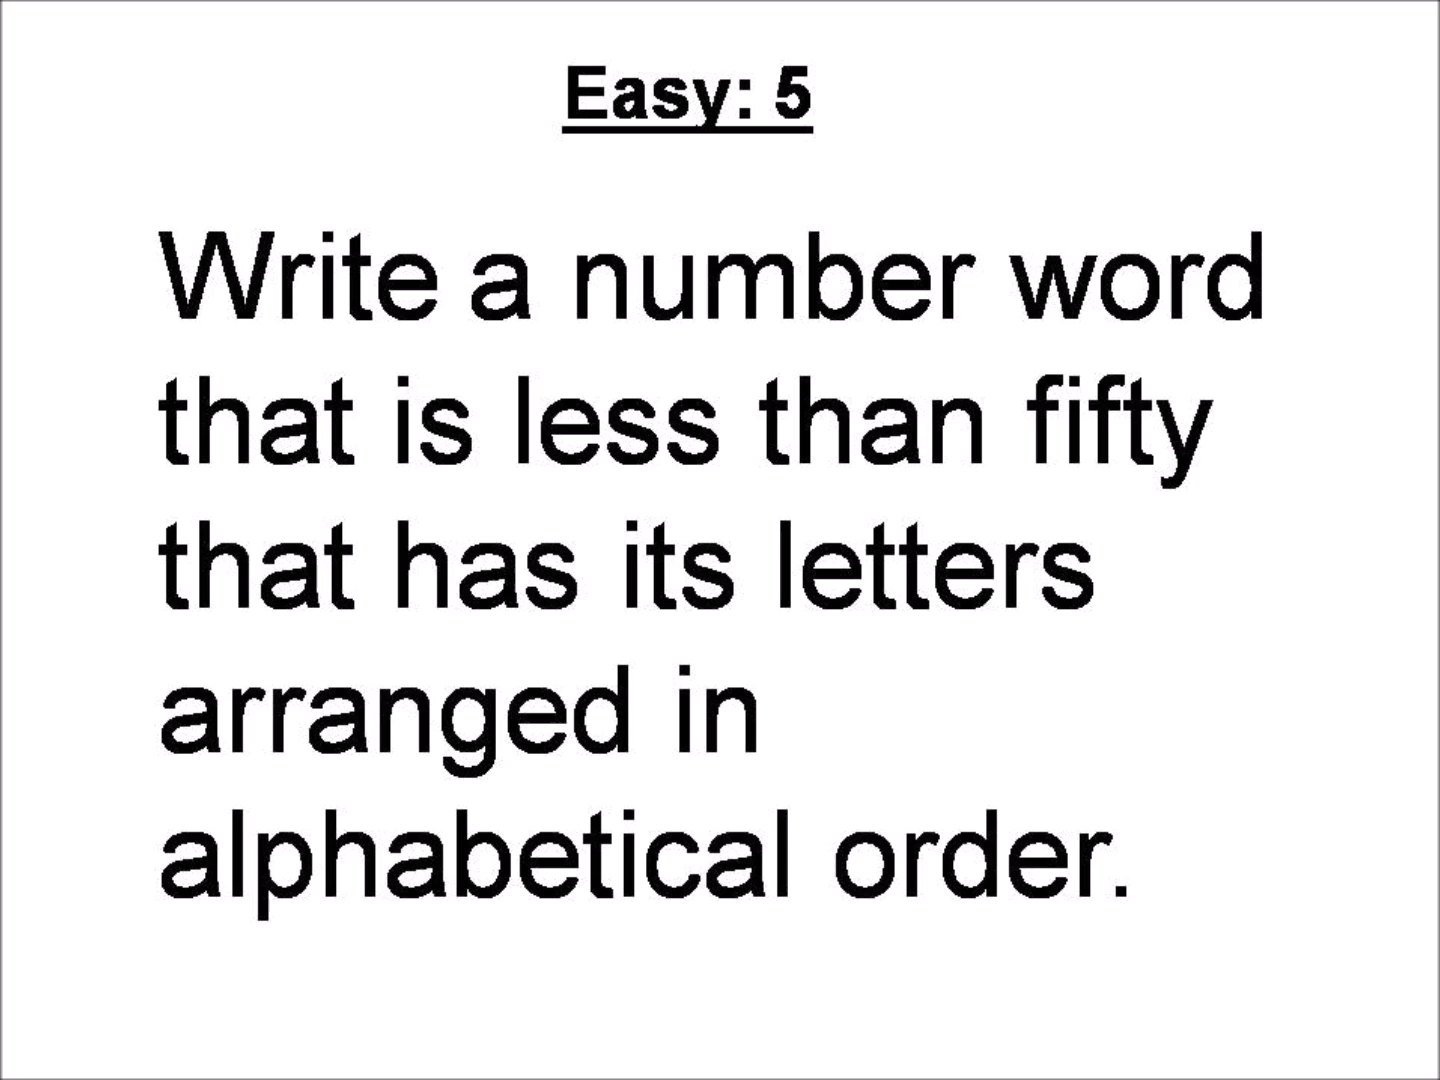 Easy: 5
Write a number word
that is less than fifty
that has its letters
arranged in
alphabetical order.